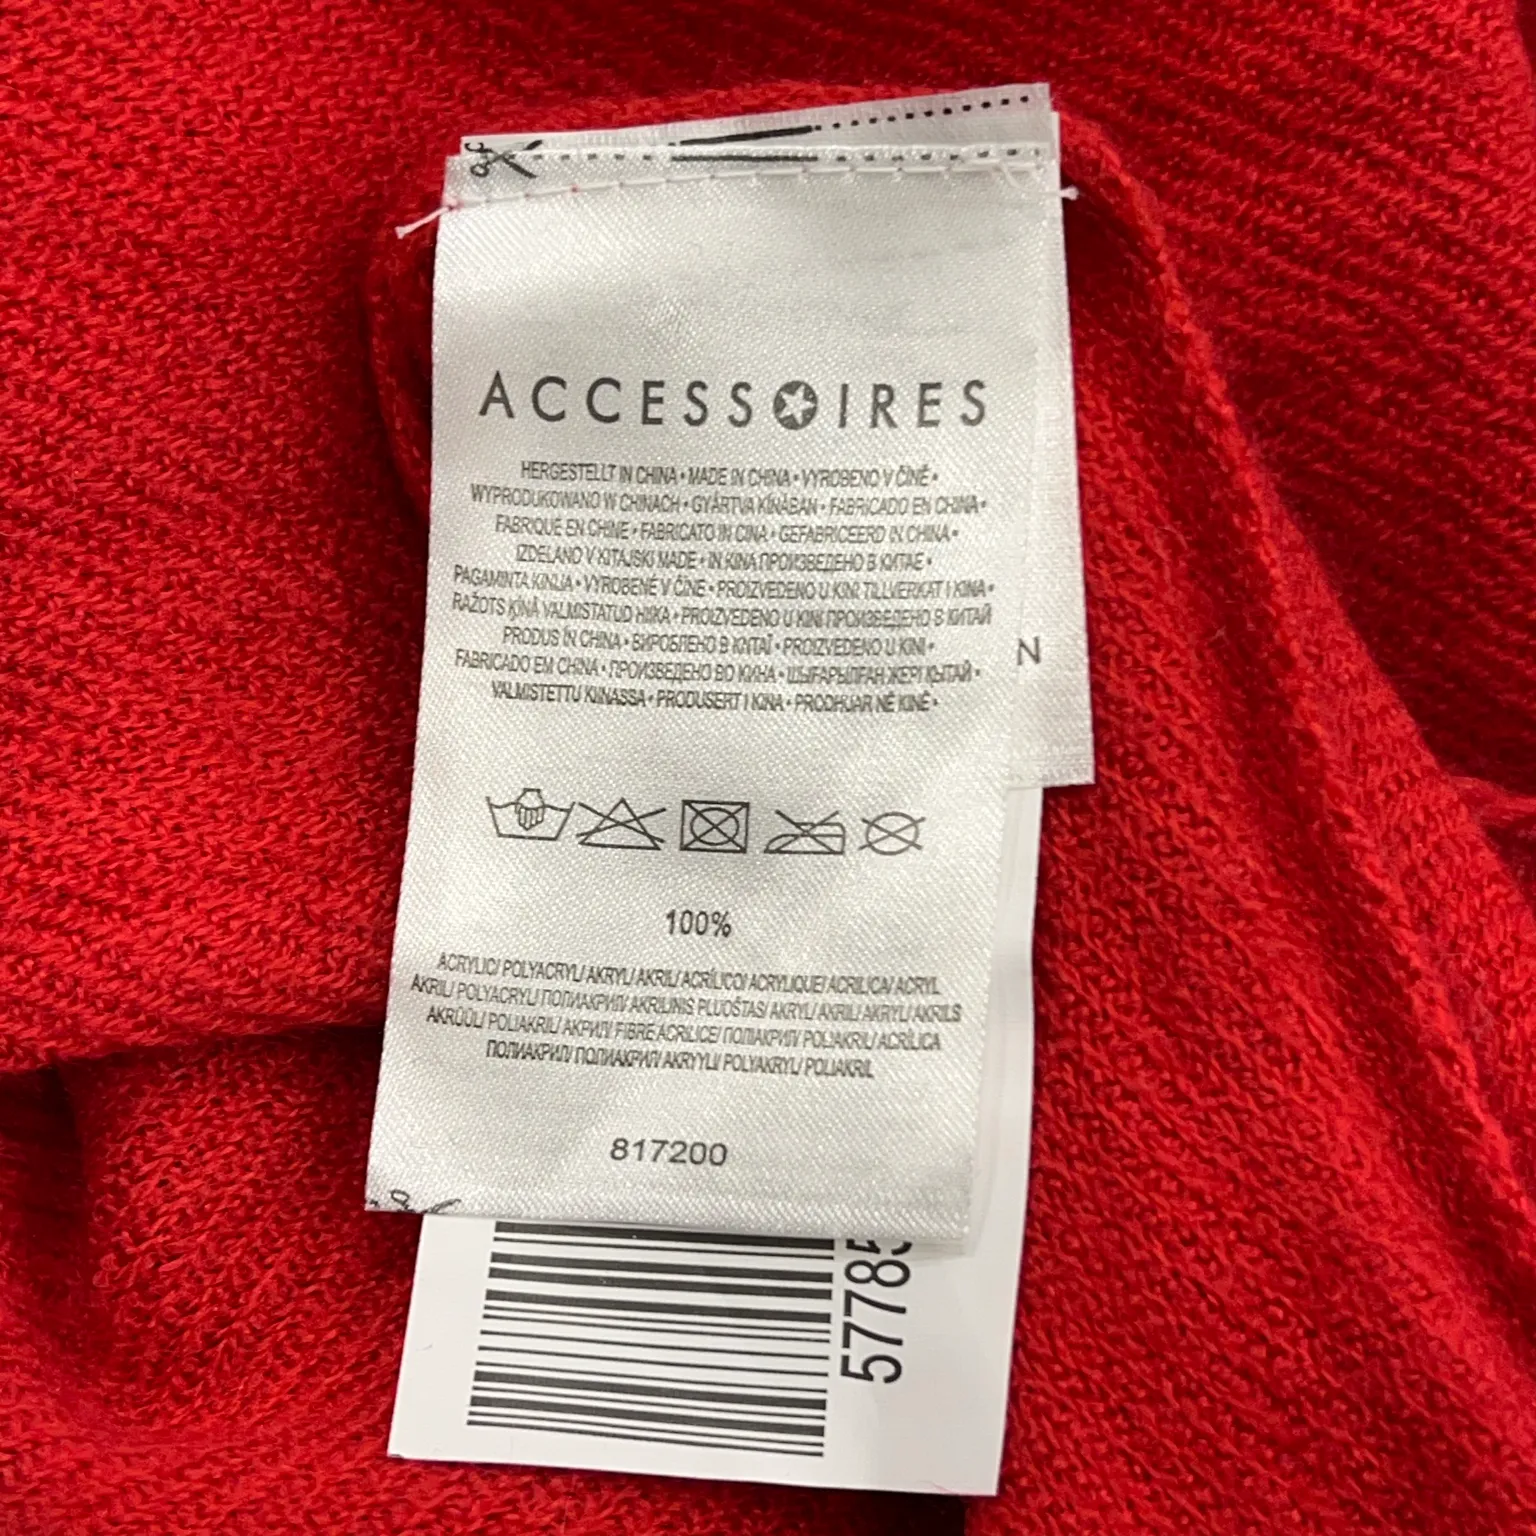 ACCESSOIRES
HERGESTELLT IN CHINA • MADE IN CHINA • VYROBENO V ČÍNĚ •
WYPRODUKOWANO W CHINACH • GYÁRTVA KÍNÁBAN • FABRICADO EN CHINA •
FABRIQUÉ EN CHINE • FABRICATO IN CINA • GEFABRICEERD IN CHINA •
IZDELANO V KITAJSKI MADE • IN KINA ПРОИЗВЕДЕНО В КИТАЕ •
PAGAMINTA KINIJA • VYROBENÉ V ČÍNE • PROIZVEDENO U KINI TILLVERKAT I KINA •
RAŽOTS ĶĪNĀ VALMISTATUD HIIKA • PROIZVEDENO U KINI ПРОИЗВЕДЕНО В КИТАЙ
PRODUS ÎN CHINA • ВИРОБЛЕНО В КИТАЇ • PROIZVEDENO U KINI •
FABRICADO EM CHINA • ПРОИЗВЕДЕНО ВО КИНА • ШЫҒАРЫЛҒАН ЖЕРІ ҚЫТАЙ •
VALMISTETTU KIINASSA • PRODUSERT I KINA • PRODHUAR NË KINË •
N
100%
ACRYLIC/ POLYACRYL/ AKRYL/ AKRIL/ ACRÍLICO/ ACRYLIQUE/ ACRILICA/ ACRYL
AKRIL/ POLYACRYL/ ПОЛИАКРИЛ/ AKRILINIS PLUOŠTAS/ AKRYL/ AKRIL/ AKRYL/ AKRILS
AKRÜÜL/ POLIAKRIL/ АКРИЛ/ FIBRE ACRILICE/ ПОЛІАКРИЛ/ POLJAKRIL/ ACRÍLICA
ПОЛИАКРИЛ/ ПОЛИАКРИЛ/ AKRYYLI/ POLYAKRYL/ POLIAKRIL
817200
5778